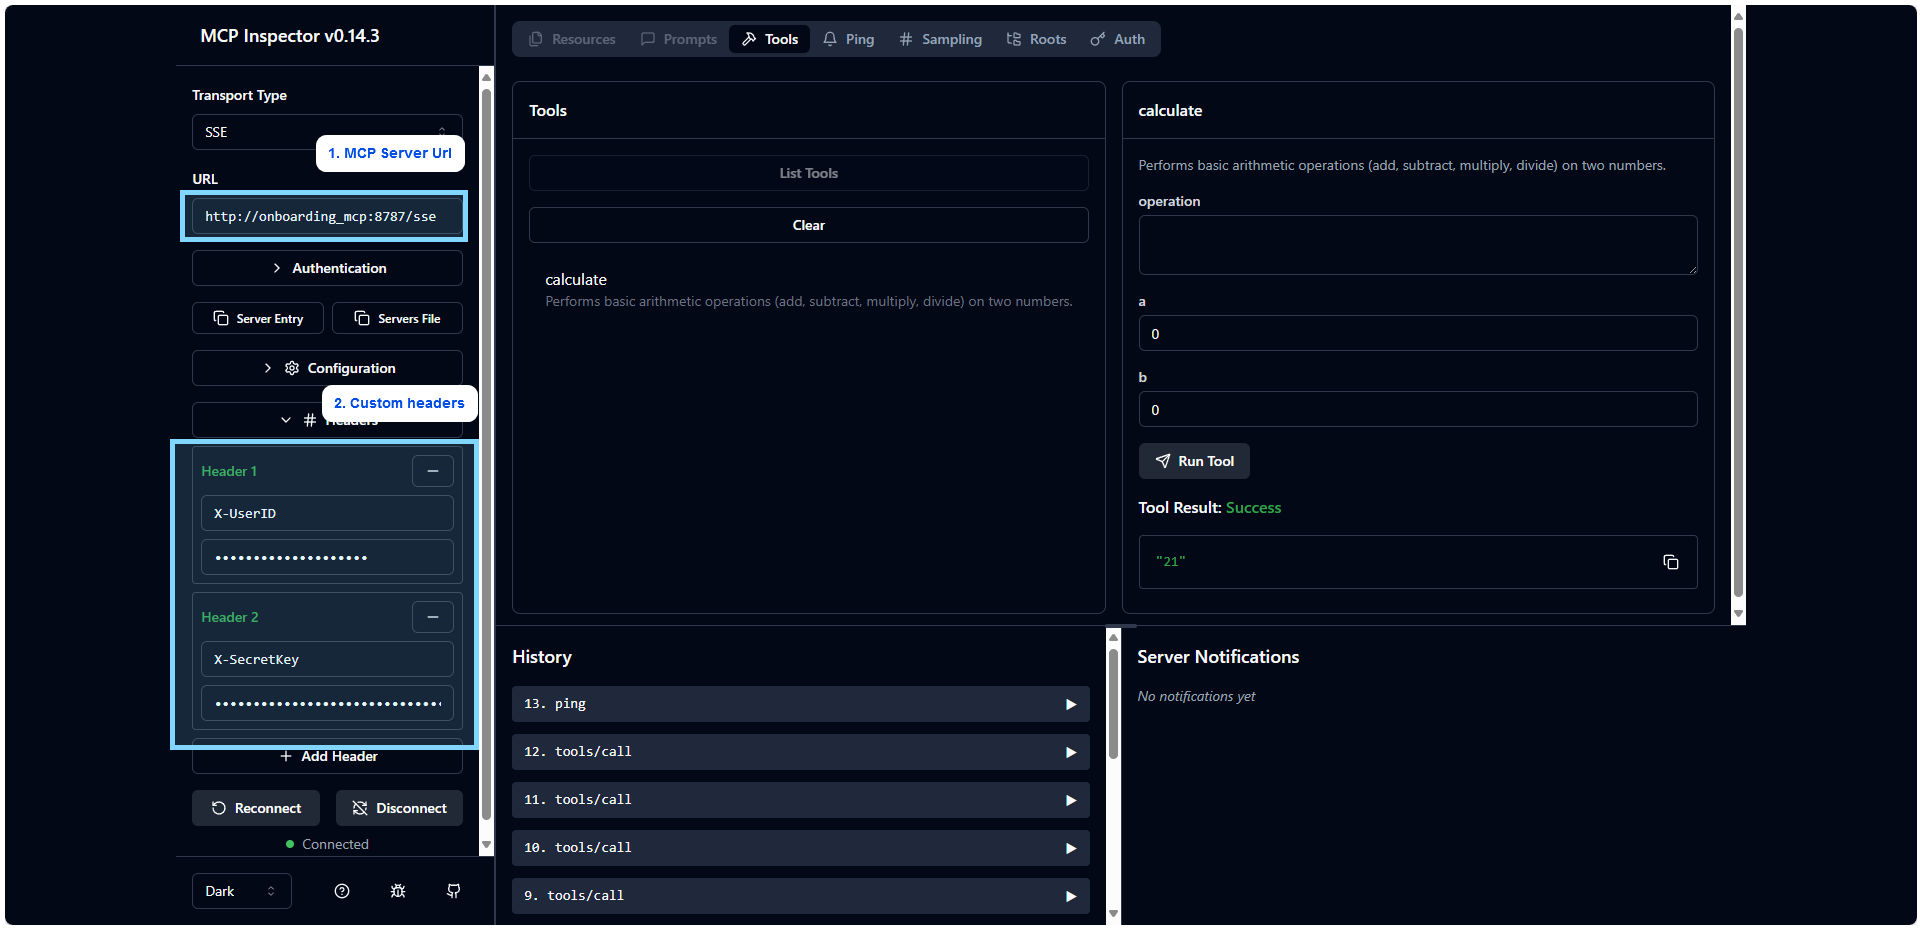 MCP Inspector v0.14.3
Transport Type
SSE
1. MCP Server Url
URL
http://onboarding_mcp:8787/sse
Authentication
Server Entry
Servers File
Configuration
2. Custom headers
Headers
Header 1
X-UserID
••••••••••••••••••••
Header 2
X-SecretKey
••••••••••••••••••••••••••••••
Add Header
Reconnect
Disconnect
Connected
Dark
Resources
Prompts
Tools
Ping
Sampling
Roots
Auth
Tools
List Tools
Clear
calculate
Performs basic arithmetic operations (add, subtract, multiply, divide) on two numbers.
calculate
Performs basic arithmetic operations (add, subtract, multiply, divide) on two numbers.
operation
a
0
b
0
Run Tool
Tool Result: Success
"21"
History
13. ping
12. tools/call
11. tools/call
10. tools/call
9. tools/call
Server Notifications
No notifications yet